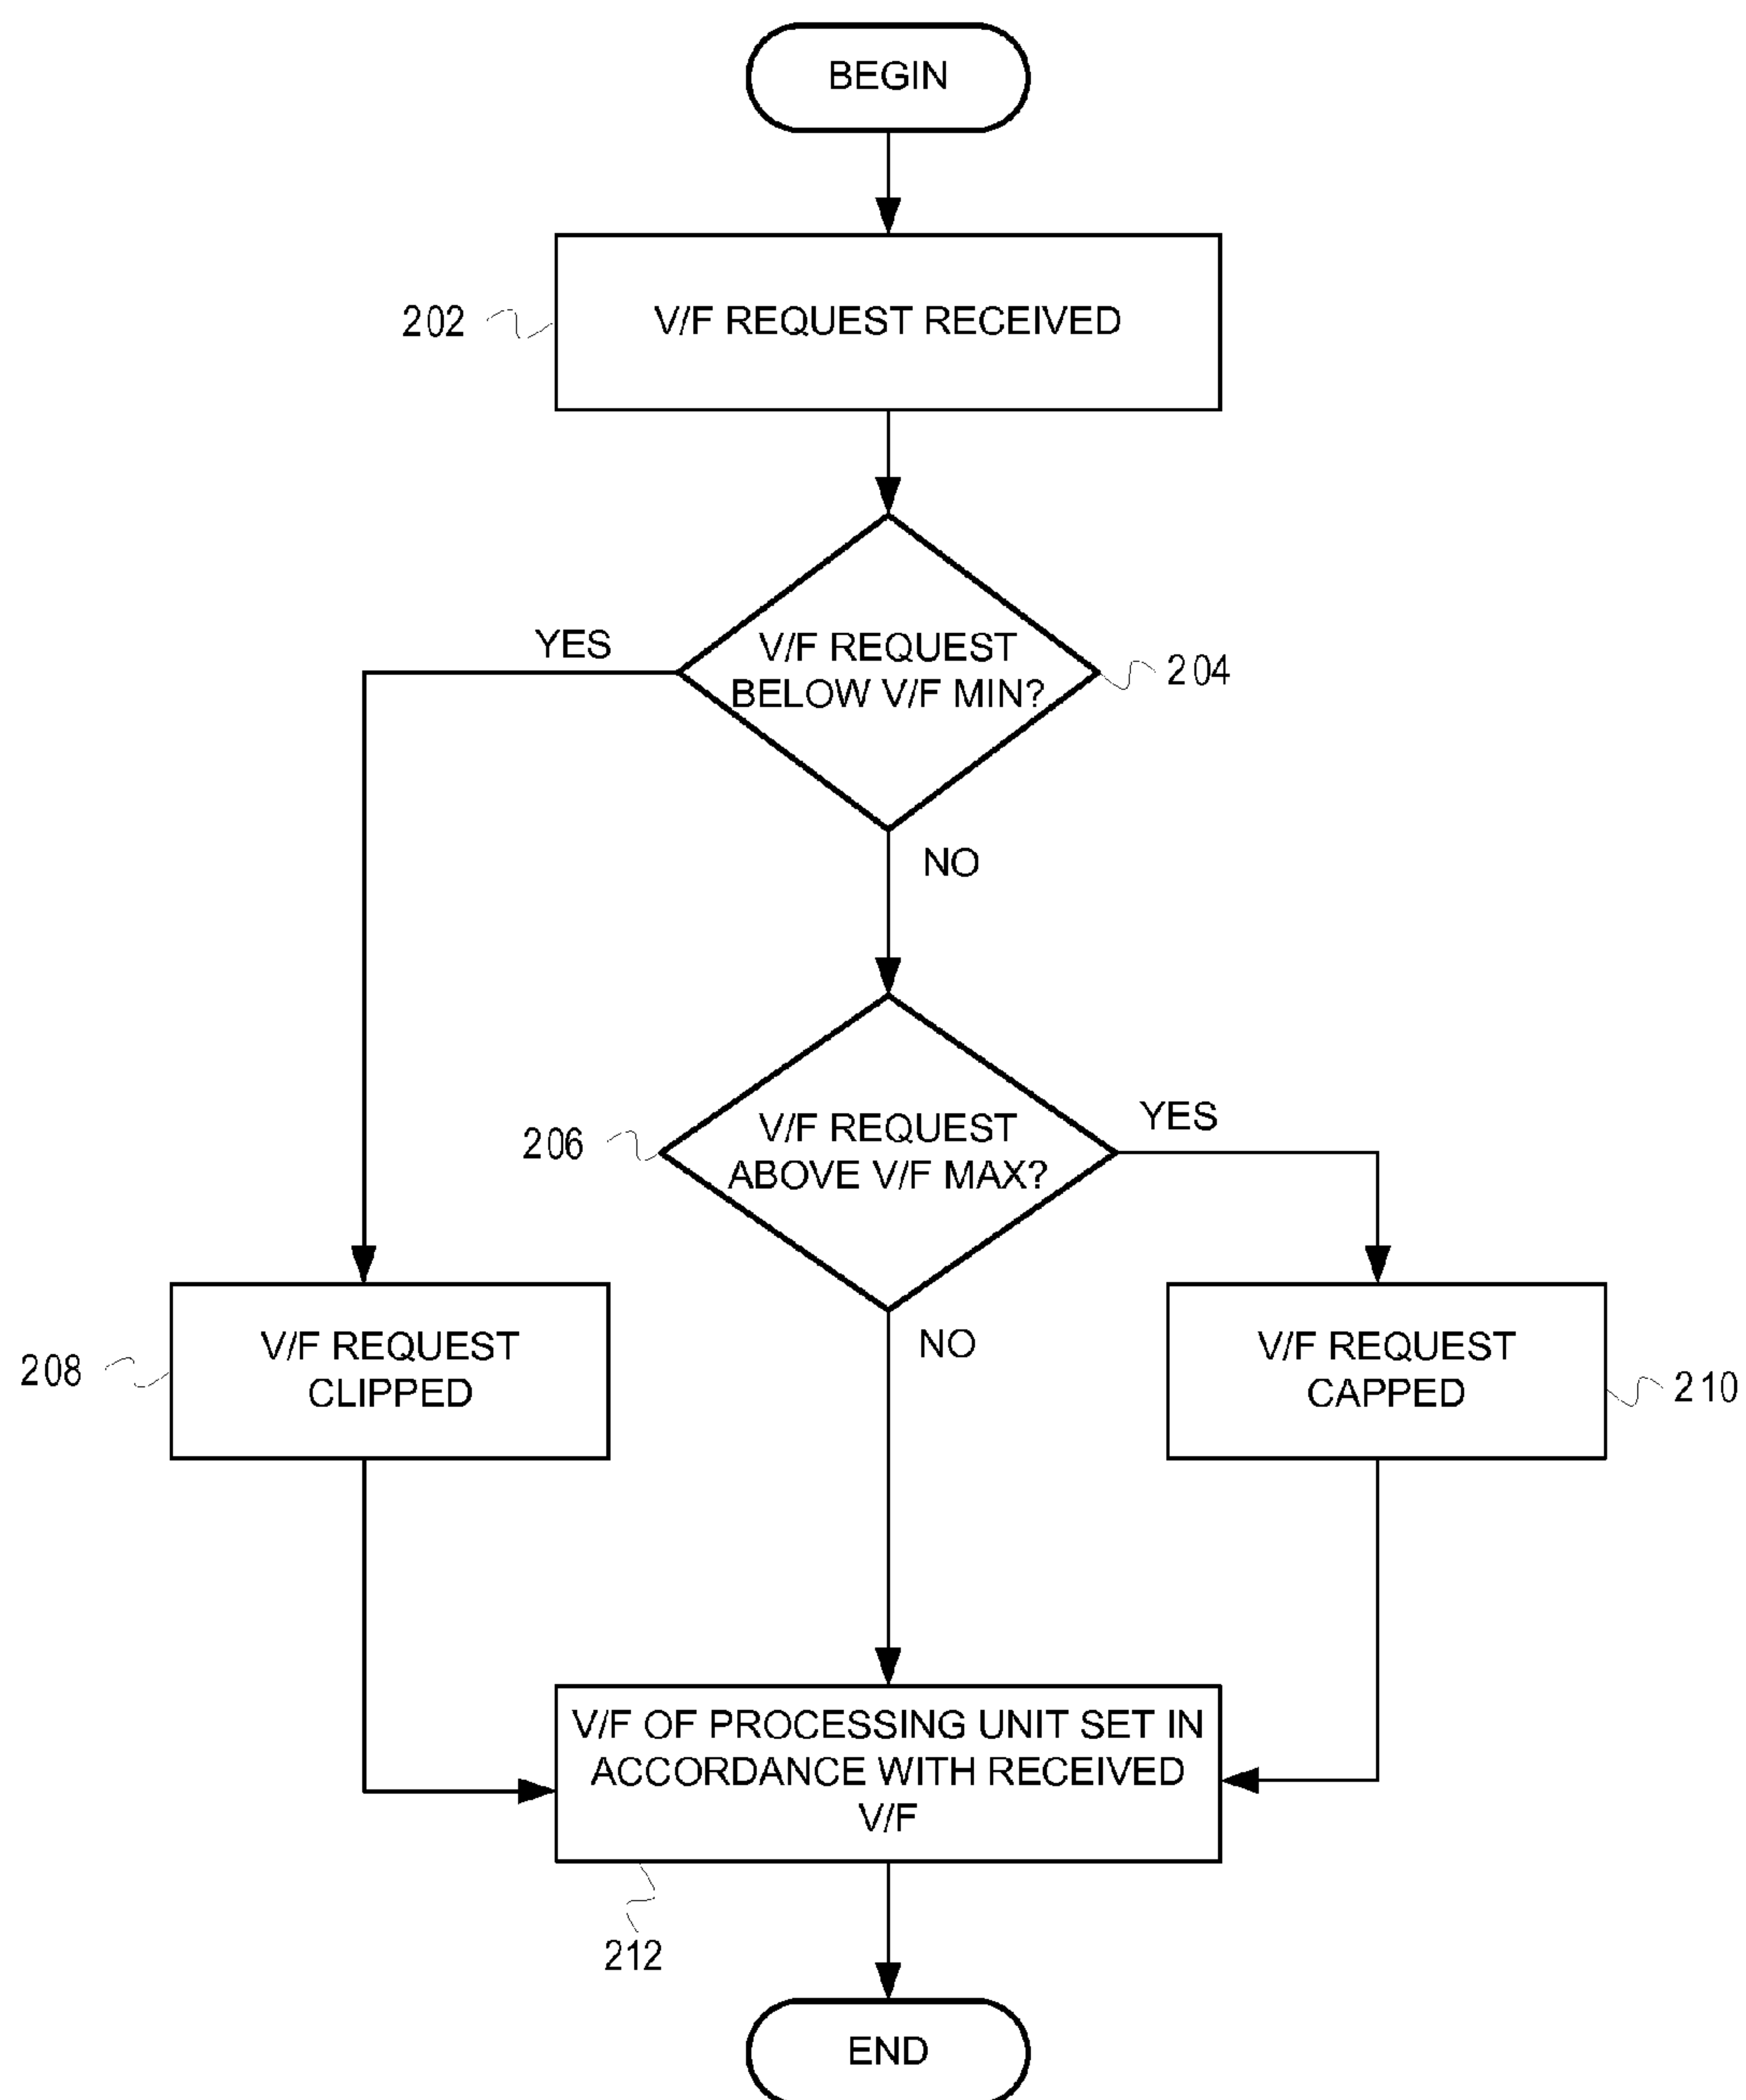 BEGIN
202
V/F REQUEST RECEIVED
YES
V/F REQUEST
BELOW V/F MIN?
204
NO
206
V/F REQUEST
ABOVE V/F MAX?
YES
208
V/F REQUEST
CLIPPED
NO
V/F REQUEST
CAPPED
210
V/F OF PROCESSING UNIT SET IN
ACCORDANCE WITH RECEIVED
V/F
212
END